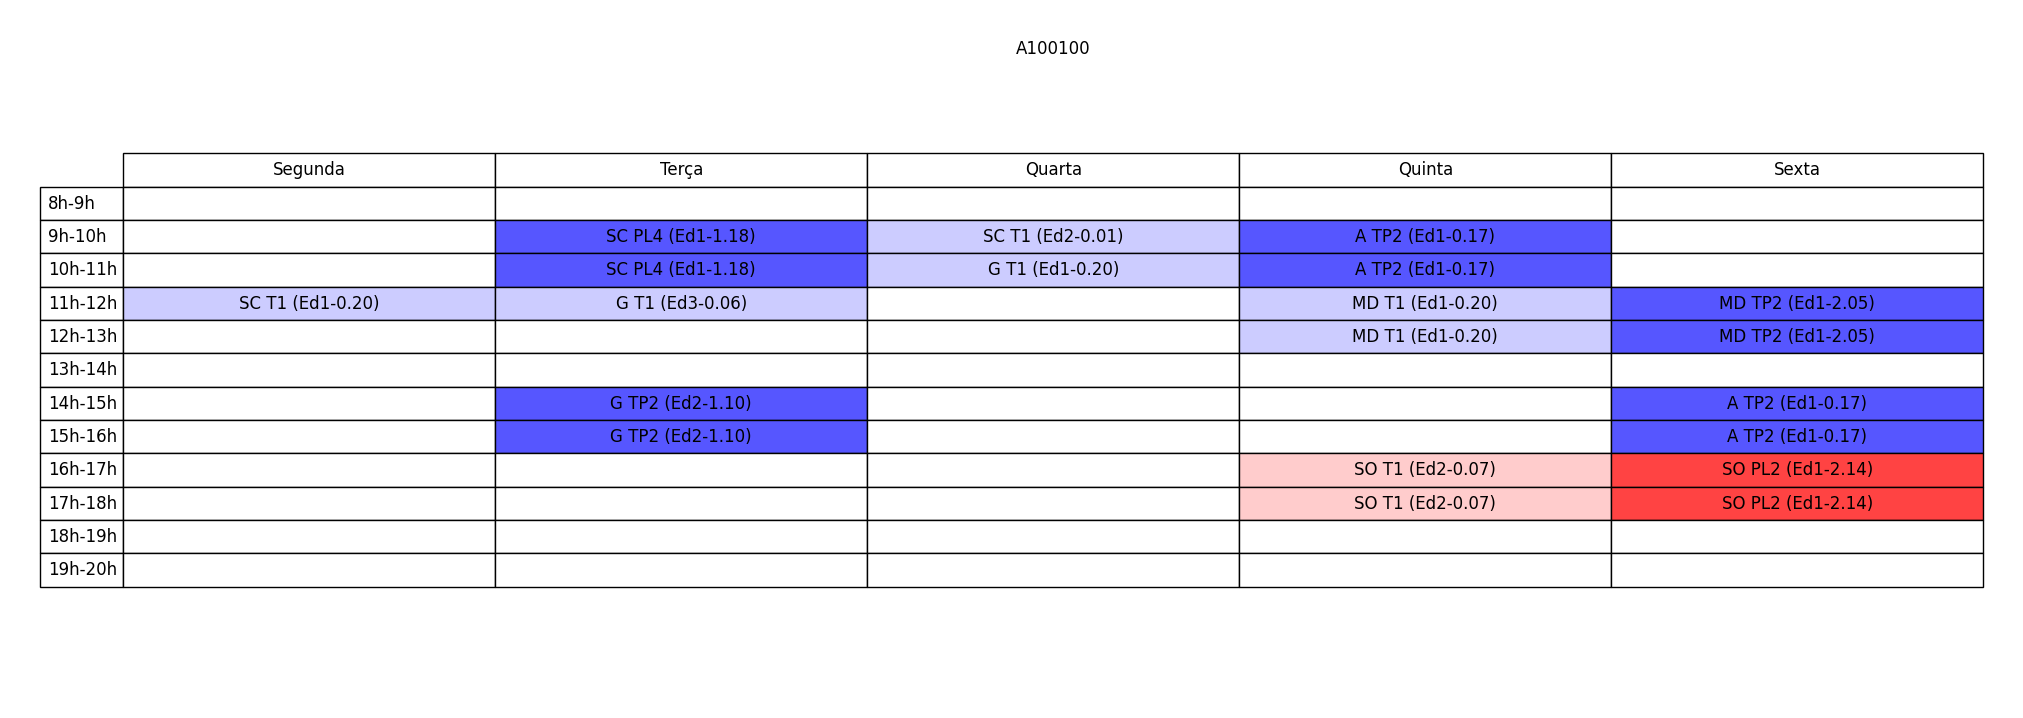 A100100
Segunda Terça Quarta Quinta Sexta
8h-9h
9h-10h SC PL4 (Ed1-1.18) SC T1 (Ed2-0.01) A TP2 (Ed1-0.17)
10h-11h SC PL4 (Ed1-1.18) G T1 (Ed1-0.20) A TP2 (Ed1-0.17)
11h-12h SC T1 (Ed1-0.20) G T1 (Ed3-0.06) MD T1 (Ed1-0.20) MD TP2 (Ed1-2.05)
12h-13h MD T1 (Ed1-0.20) MD TP2 (Ed1-2.05)
13h-14h
14h-15h G TP2 (Ed2-1.10) A TP2 (Ed1-0.17)
15h-16h G TP2 (Ed2-1.10) A TP2 (Ed1-0.17)
16h-17h SO T1 (Ed2-0.07) SO PL2 (Ed1-2.14)
17h-18h SO T1 (Ed2-0.07) SO PL2 (Ed1-2.14)
18h-19h
19h-20h